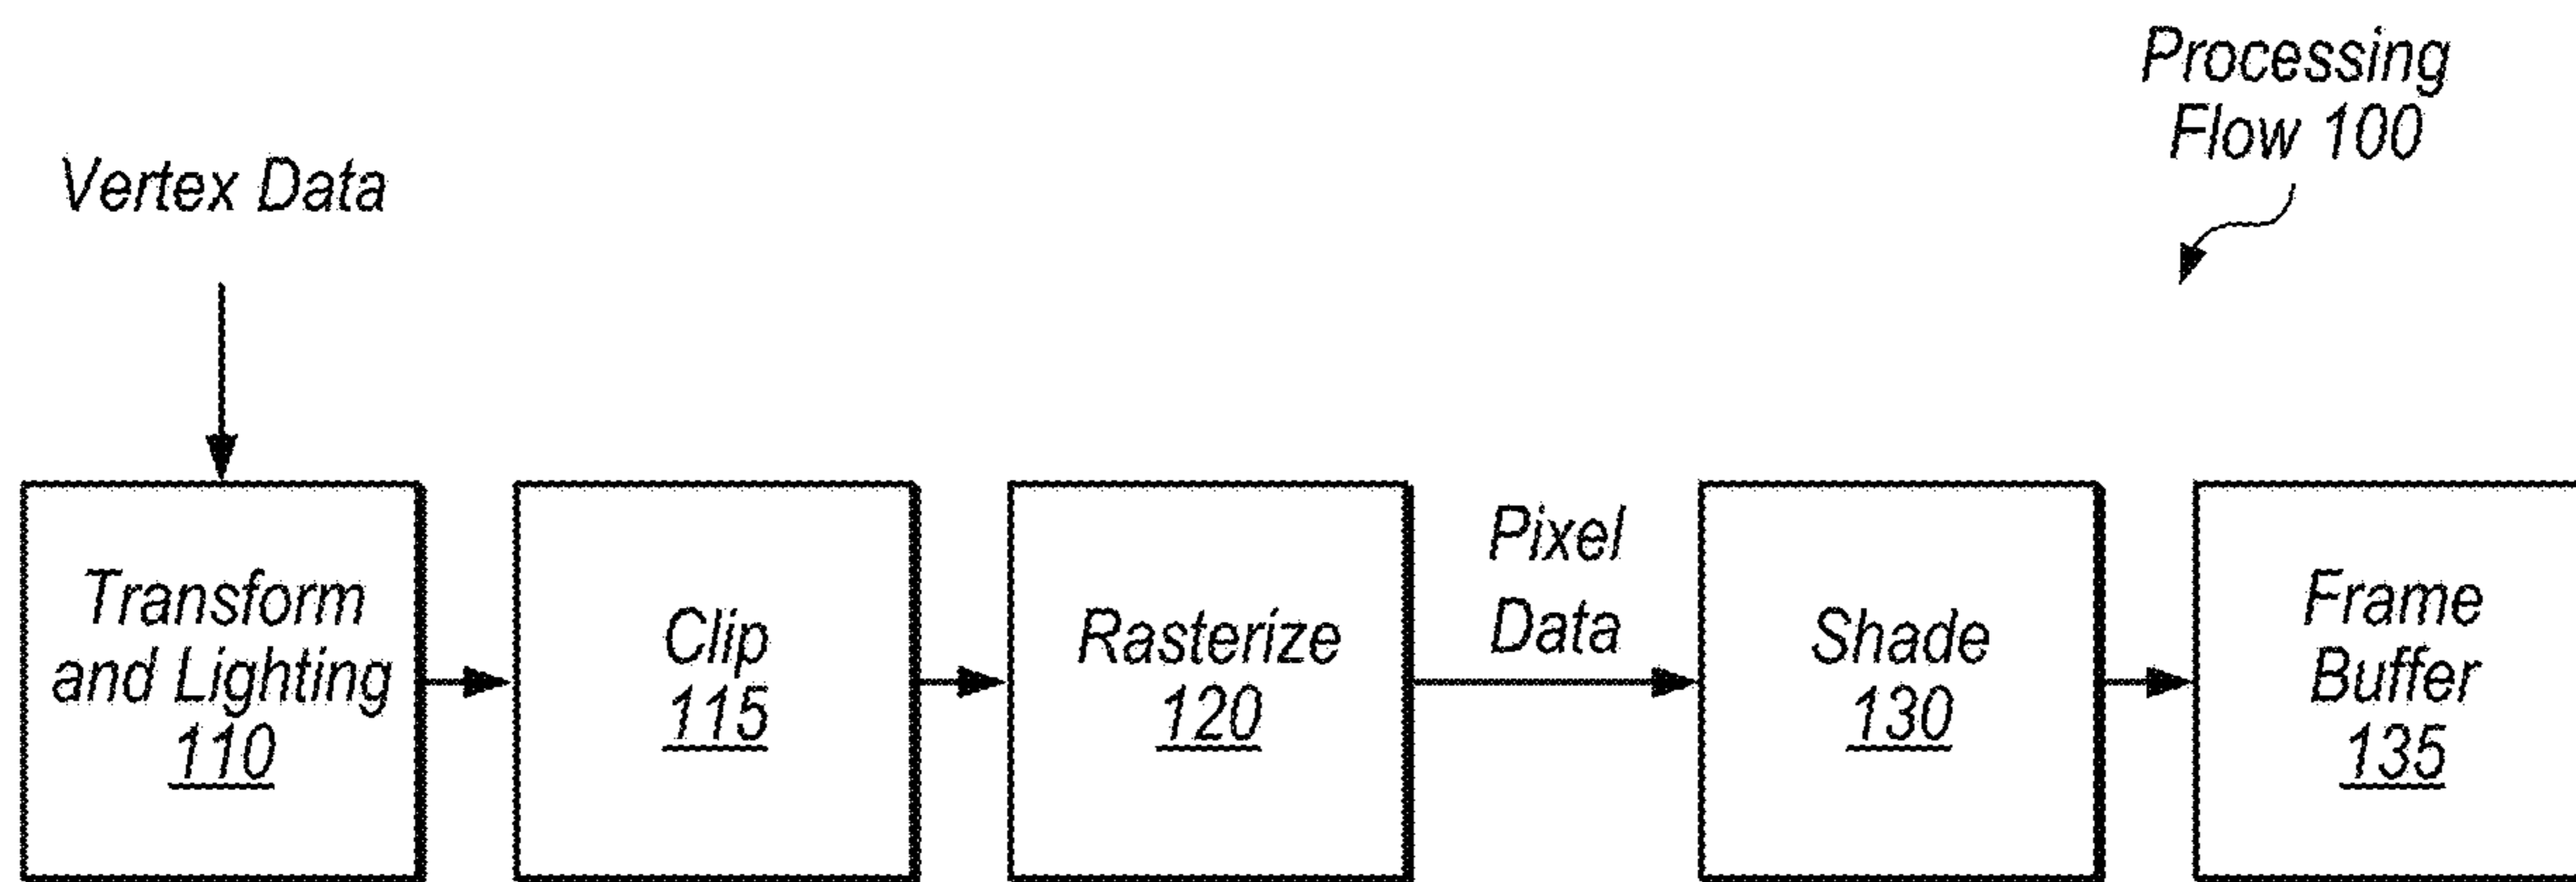 Processing
Flow 100
Vertex Data
Transform
and Lighting
110
Clip
115
Rasterize
120
Pixel
Data
Shade
130
Frame
Buffer
135